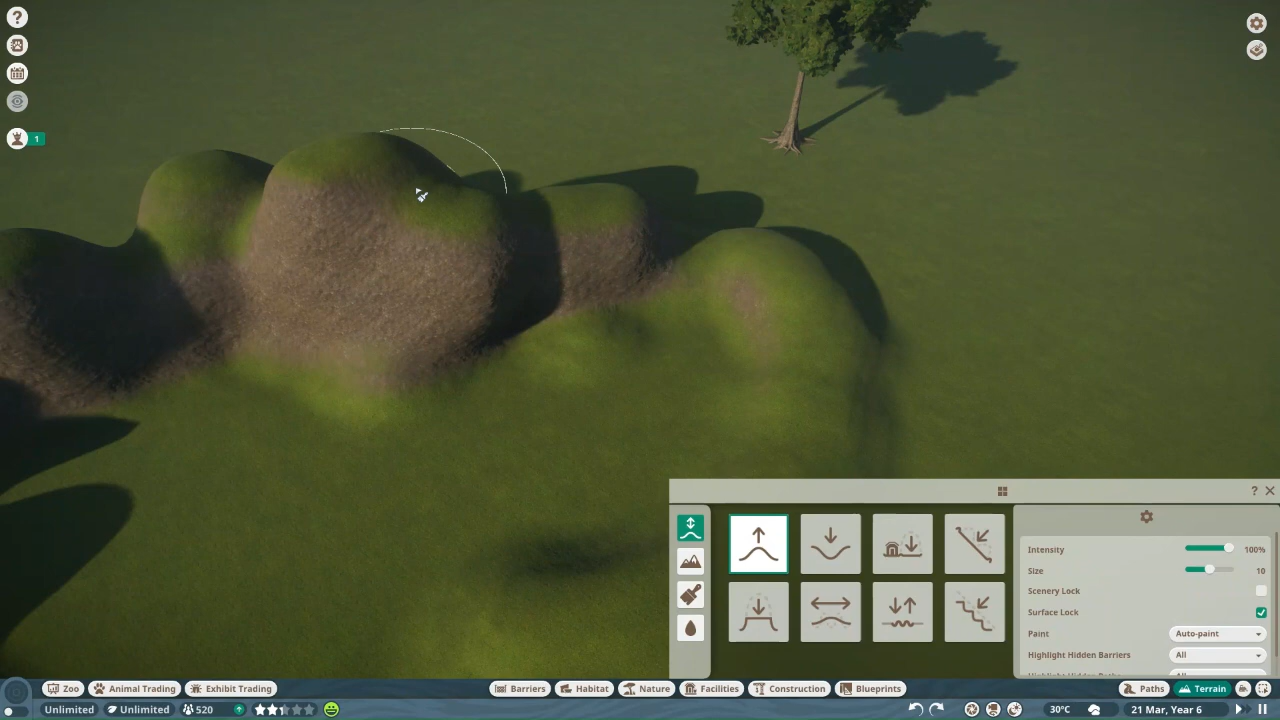 ?
1
? ✕
Intensity 100%
Size 10
Scenery Lock
Surface Lock
Paint Auto-paint
Highlight Hidden Barriers All
Zoo Animal Trading Exhibit Trading Barriers Habitat Nature Facilities Construction Blueprints Paths Terrain
Unlimited Unlimited 520 30°C 21 Mar, Year 6